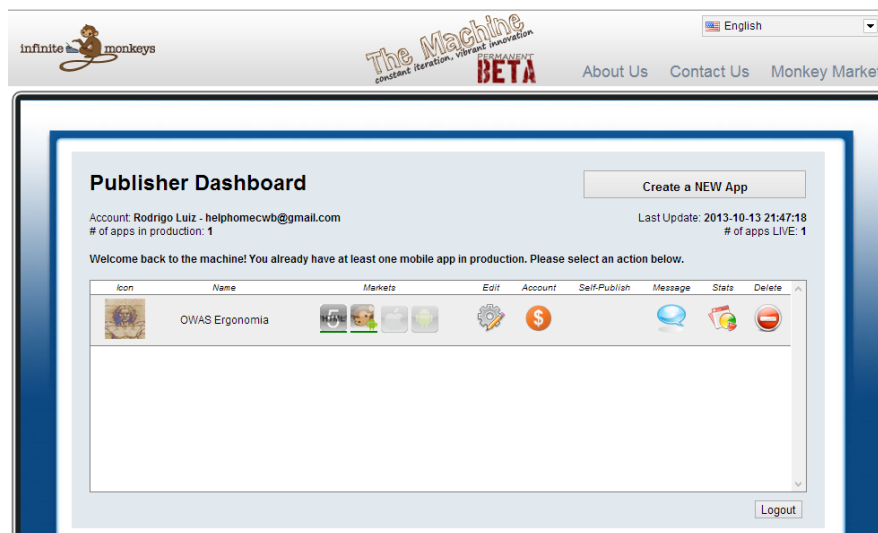 infinite monkeys
The Machine
constant iteration, vibrant innovation
PERMANENT
BETA
English
About Us Contact Us Monkey Marke
Publisher Dashboard
Create a NEW App
Account: Rodrigo Luiz - helphomecwb@gmail.com
Last Update: 2013-10-13 21:47:18
# of apps in production: 1
# of apps LIVE: 1
Welcome back to the machine! You already have at least one mobile app in production. Please select an action below.
Icon Name Markets Edit Account Self-Publish Message Stats Delete
OWAS Ergonomia
HTML 5
$
Logout